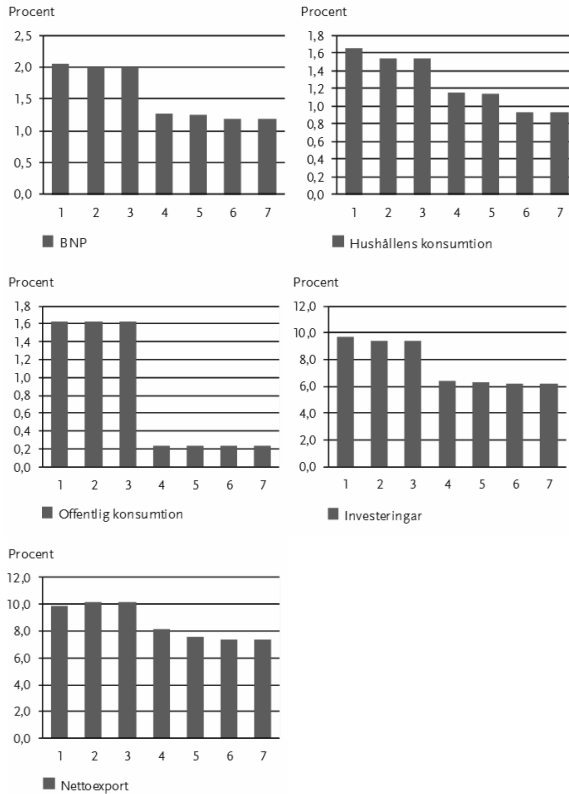 Procent
2,5
2,0
1,5
1,0
0,5
0,0
1 2 3 4 5 6 7
BNP
Procent
1,8
1,6
1,4
1,2
1,0
0,8
0,6
0,4
0,2
0,0
1 2 3 4 5 6 7
Hushållens konsumtion
Procent
1,8
1,6
1,4
1,2
1,0
0,8
0,6
0,4
0,2
0,0
1 2 3 4 5 6 7
Offentlig konsumtion
Procent
12,0
10,0
8,0
6,0
4,0
2,0
0,0
1 2 3 4 5 6 7
Investeringar
Procent
12,0
10,0
8,0
6,0
4,0
2,0
0,0
1 2 3 4 5 6 7
Nettoexport